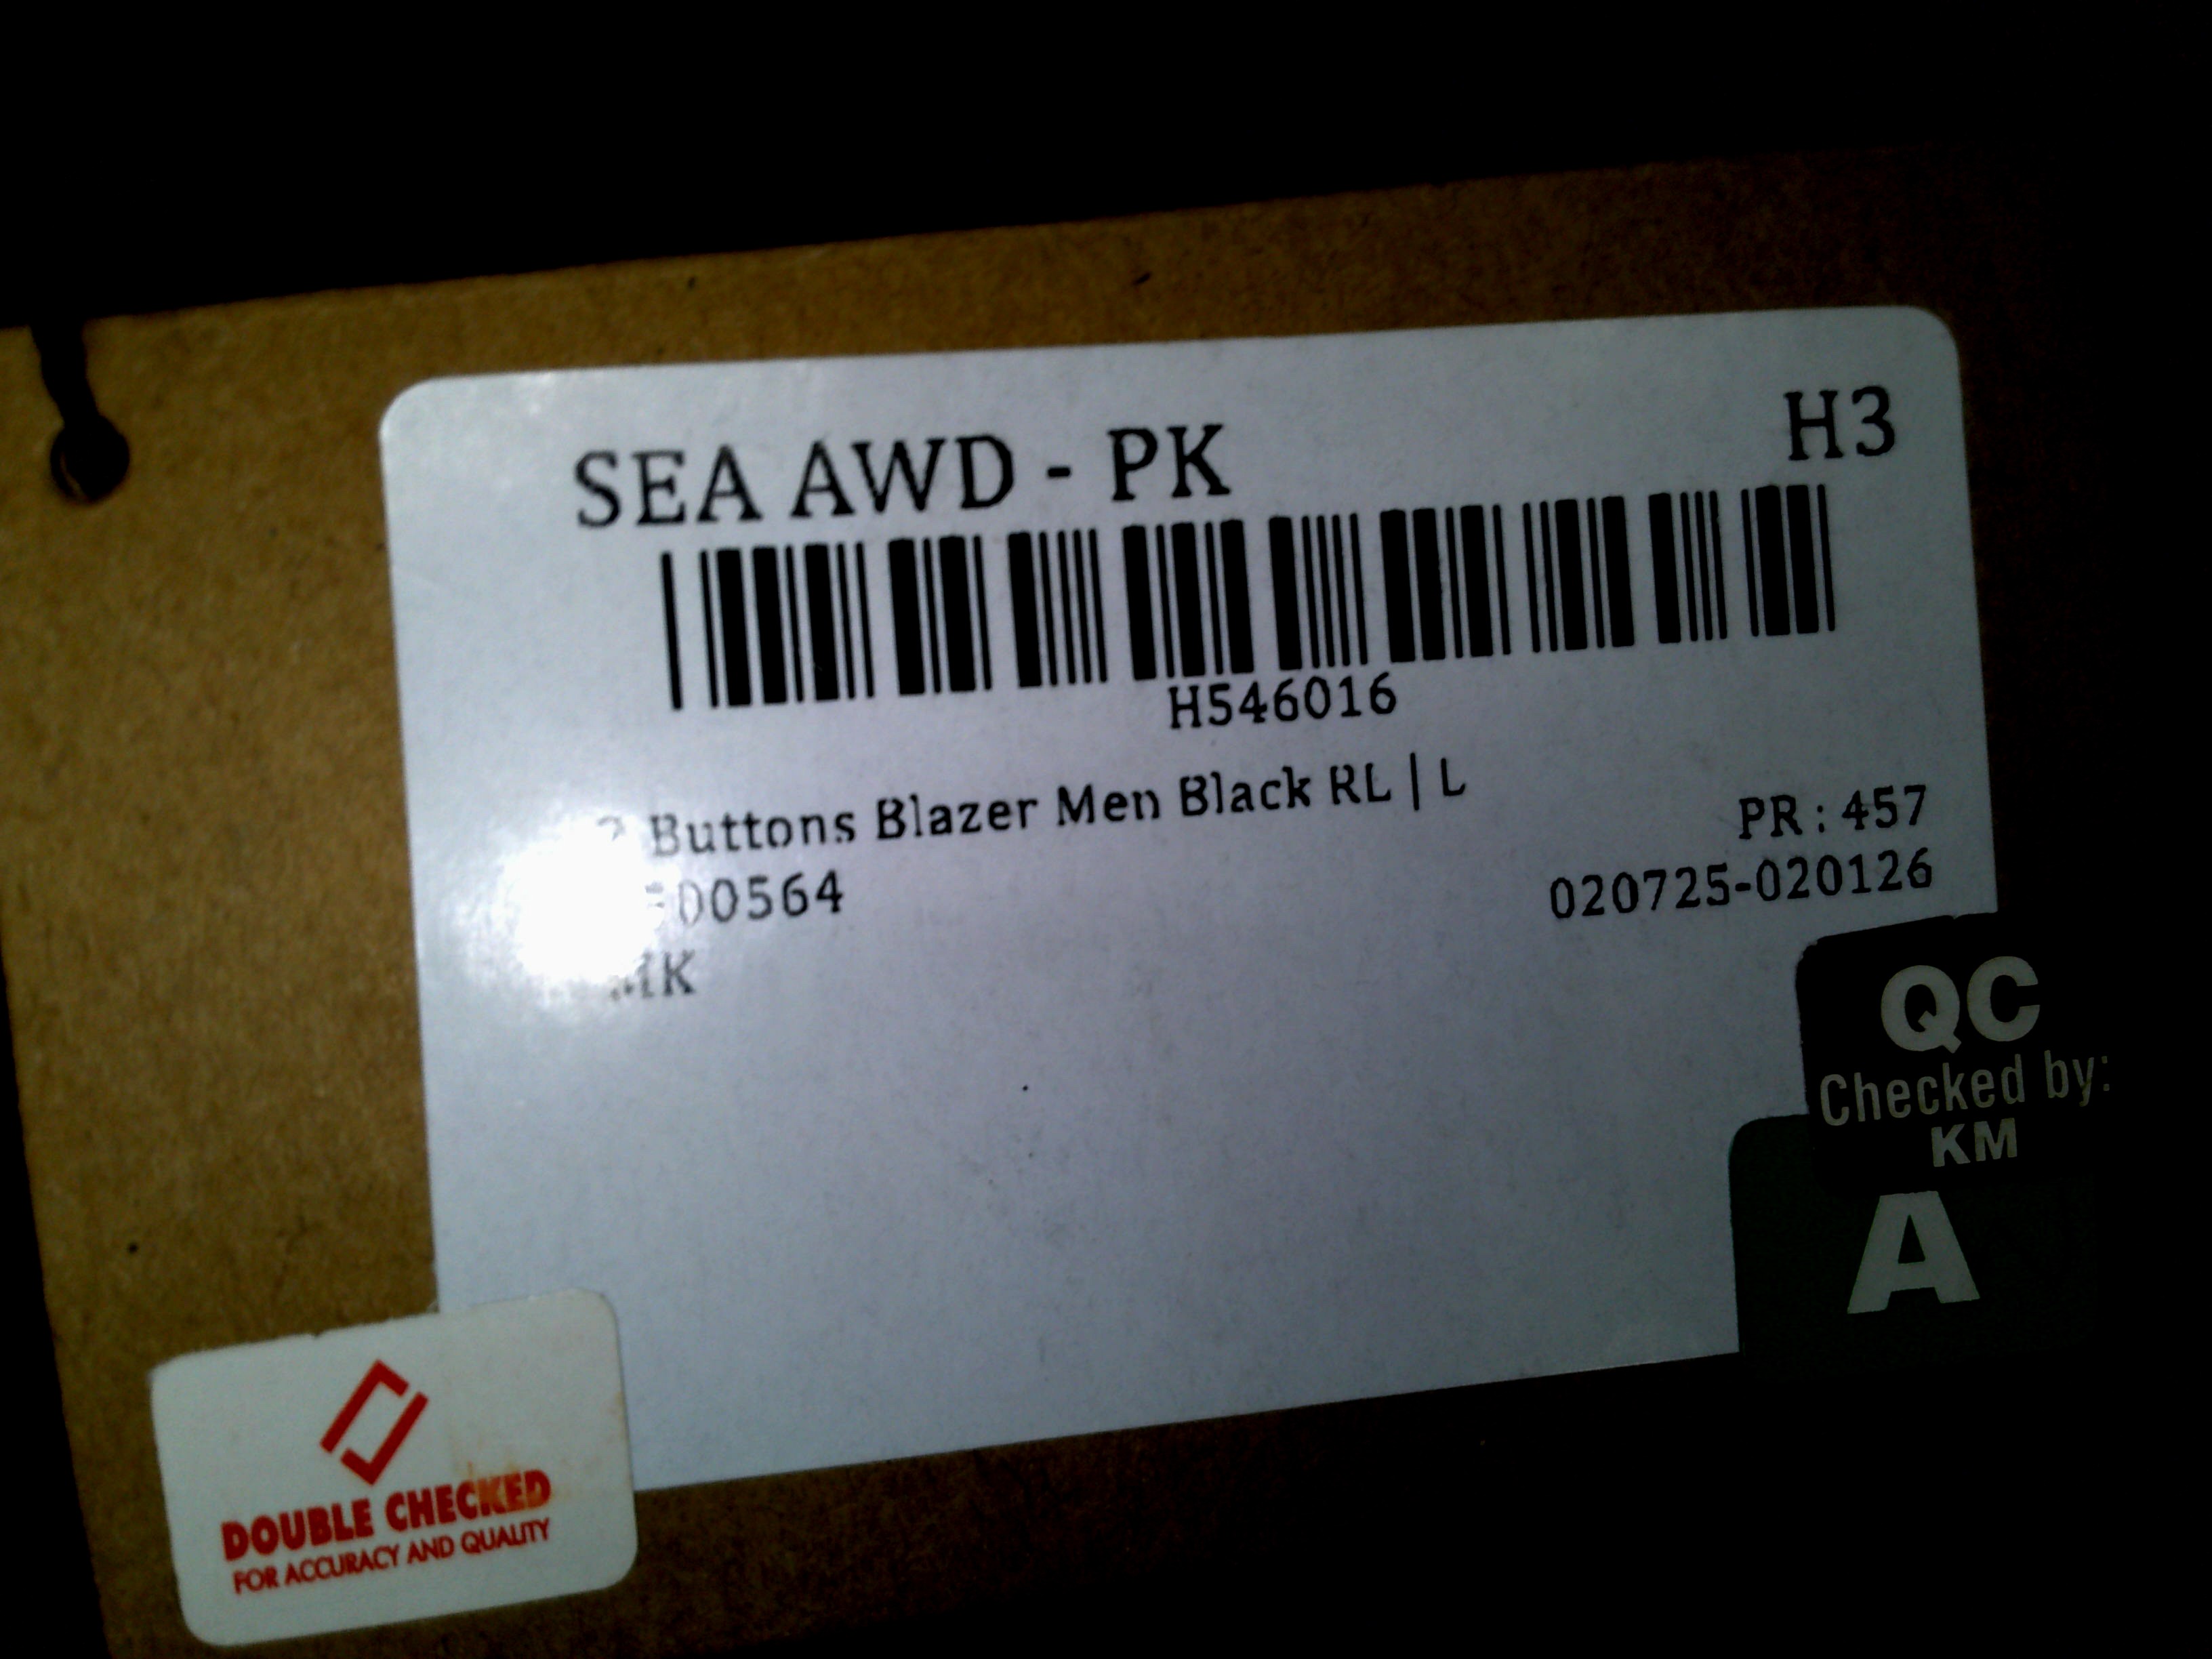 SEA AWD - PK
H3
H546016
Buttons Blazer Men Black RL | L
PR : 457
020725-020126
QC
Checked by:
KM
A
DOUBLE CHECKED
FOR ACCURACY AND QUALITY